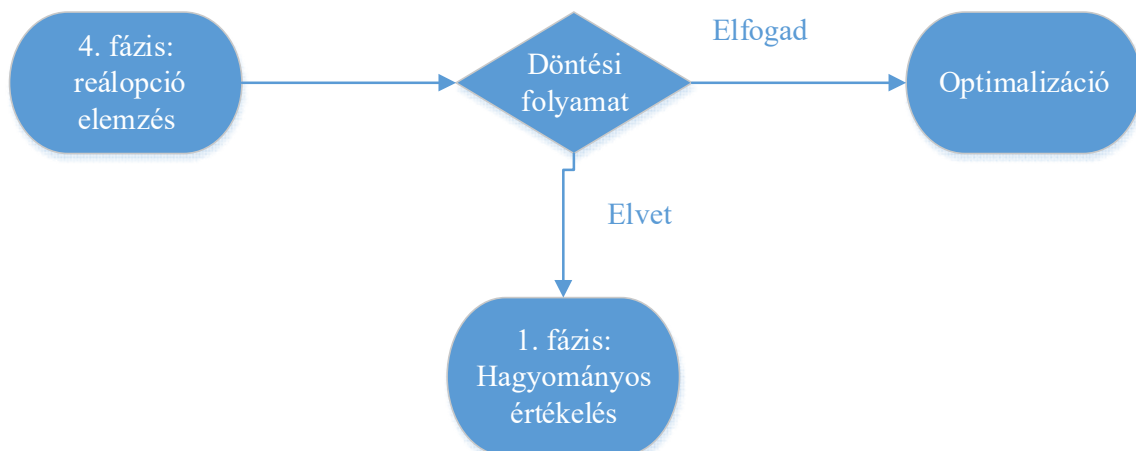 4. fázis:
reálopció
elemzés
Döntési
folyamat
Elfogad
Optimalizáció
Elvet
1. fázis:
Hagyományos
értékelés